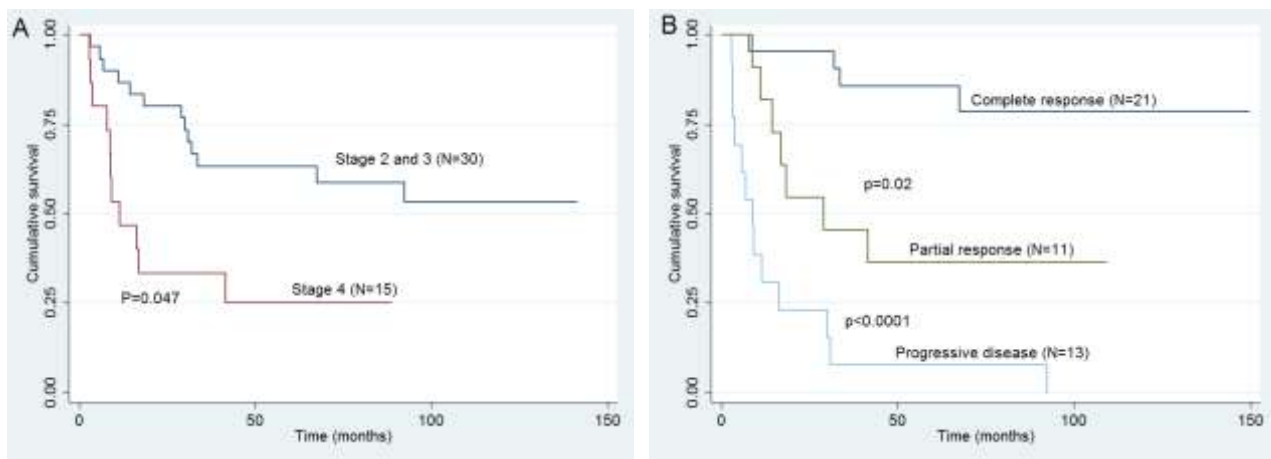 A
Cumulative survival
1.00
0.75
0.50
0.25
0.00
Stage 2 and 3 (N=30)
Stage 4 (N=15)
P=0.047
0
50
100
150
Time (months)
B
Cumulative survival
1.00
0.75
0.50
0.25
0.00
Complete response (N=21)
p=0.02
Partial response (N=11)
p<0.0001
Progressive disease (N=13)
0
50
100
150
Time (months)